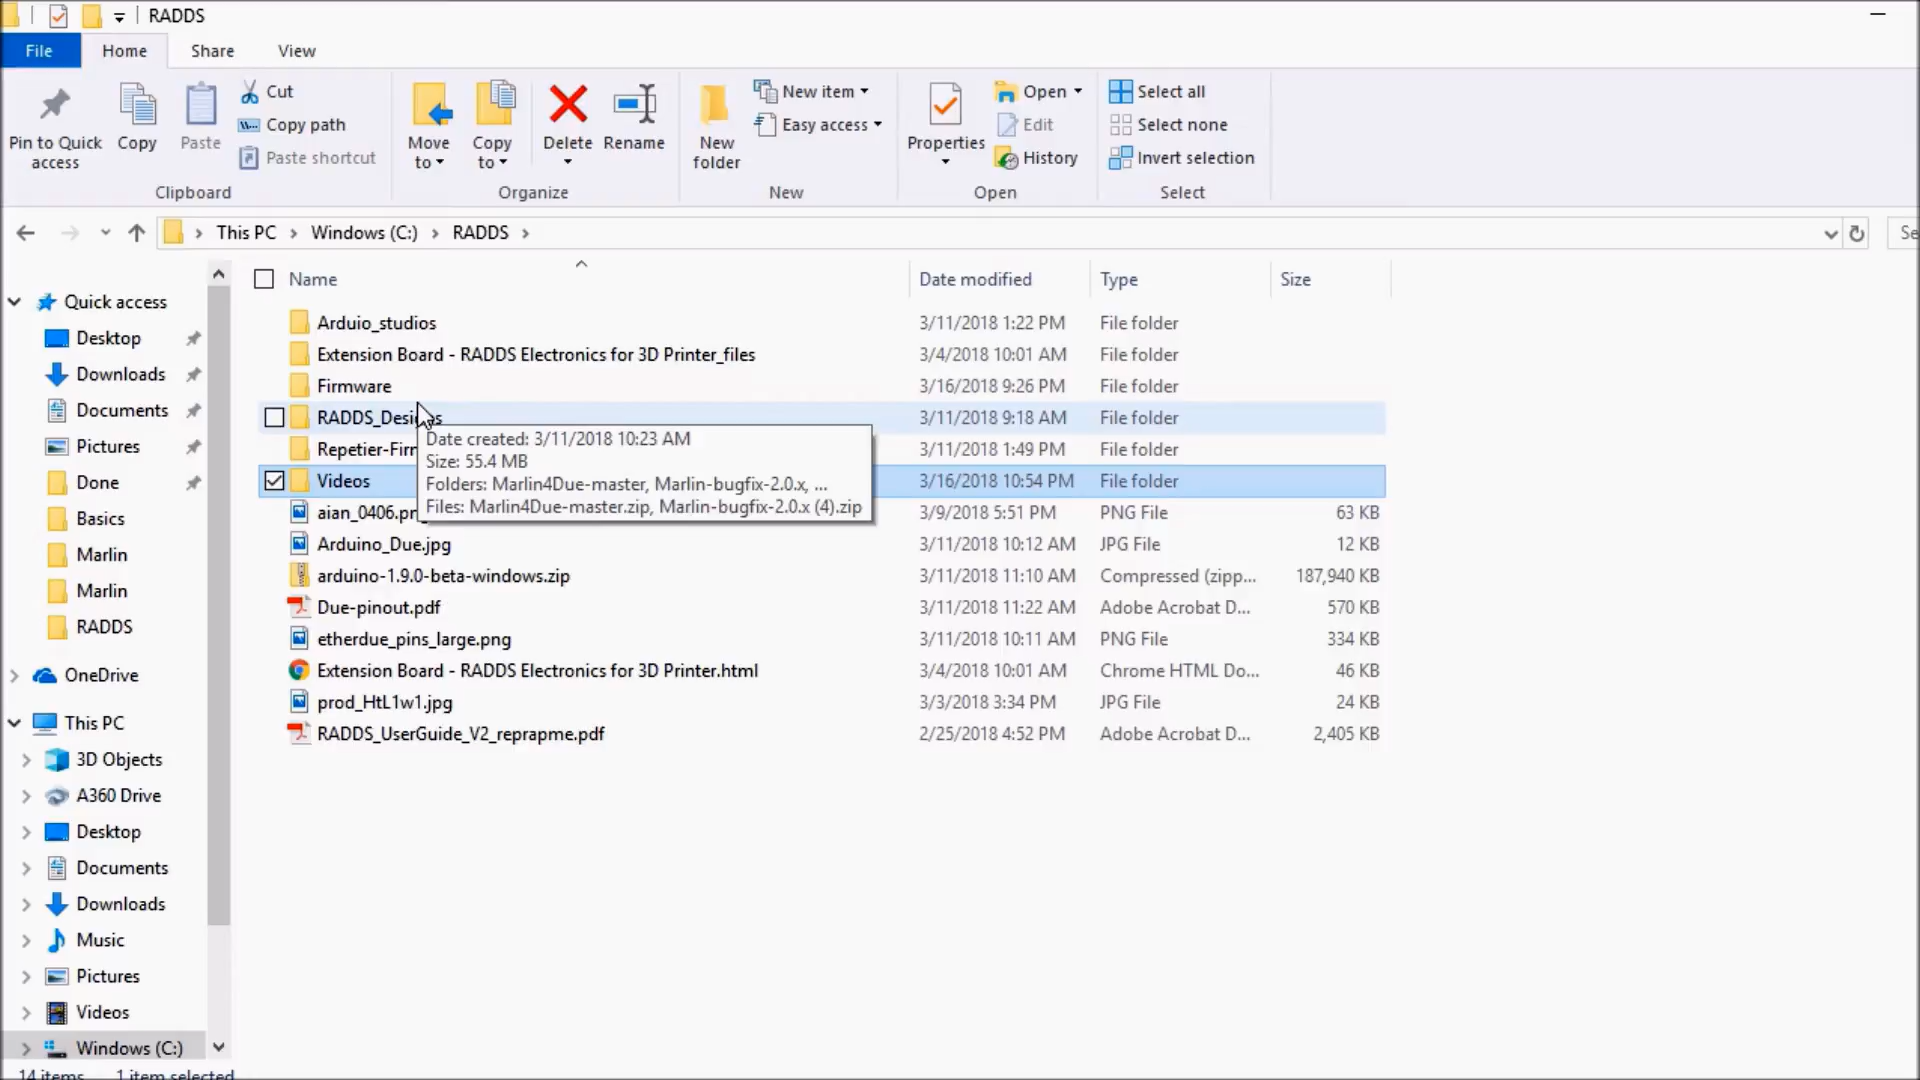 RADDS
File Home Share View
Pin to Quick access
Copy
Paste
Cut
Copy path
Paste shortcut
Clipboard
Move to
Copy to
Delete
Rename
Organize
New folder
New item
Easy access
New
Properties
Open
Edit
History
Open
Select all
Select none
Invert selection
Select
This PC > Windows (C:) > RADDS >
Quick access
Desktop
Downloads
Documents
Pictures
Done
Basics
Marlin
Marlin
RADDS
OneDrive
This PC
3D Objects
A360 Drive
Desktop
Documents
Downloads
Music
Pictures
Videos
Windows (C:)
Name Date modified Type Size
Arduio_studios 3/11/2018 1:22 PM File folder
Extension Board - RADDS Electronics for 3D Printer_files 3/4/2018 10:01 AM File folder
Firmware 3/16/2018 9:26 PM File folder
3/11/2018 9:18 AM File folder
3/11/2018 1:49 PM File folder
Videos 3/16/2018 10:54 PM File folder
3/9/2018 5:51 PM PNG File 63 KB
Arduino_Due.jpg 3/11/2018 10:12 AM JPG File 12 KB
arduino-1.9.0-beta-windows.zip 3/11/2018 11:10 AM Compressed (zipp... 187,940 KB
Due-pinout.pdf 3/11/2018 11:22 AM Adobe Acrobat D... 570 KB
etherdue_pins_large.png 3/11/2018 10:11 AM PNG File 334 KB
Extension Board - RADDS Electronics for 3D Printer.html 3/4/2018 10:01 AM Chrome HTML Do... 46 KB
prod_HtL1w1.jpg 3/3/2018 3:34 PM JPG File 24 KB
RADDS_UserGuide_V2_reprapme.pdf 2/25/2018 4:52 PM Adobe Acrobat D... 2,405 KB
Date created: 3/11/2018 10:23 AM
Size: 55.4 MB
Folders: Marlin4Due-master, Marlin-bugfix-2.0.x, ...
Files: Marlin4Due-master.zip, Marlin-bugfix-2.0.x (4).zip
14 items 1 item selected